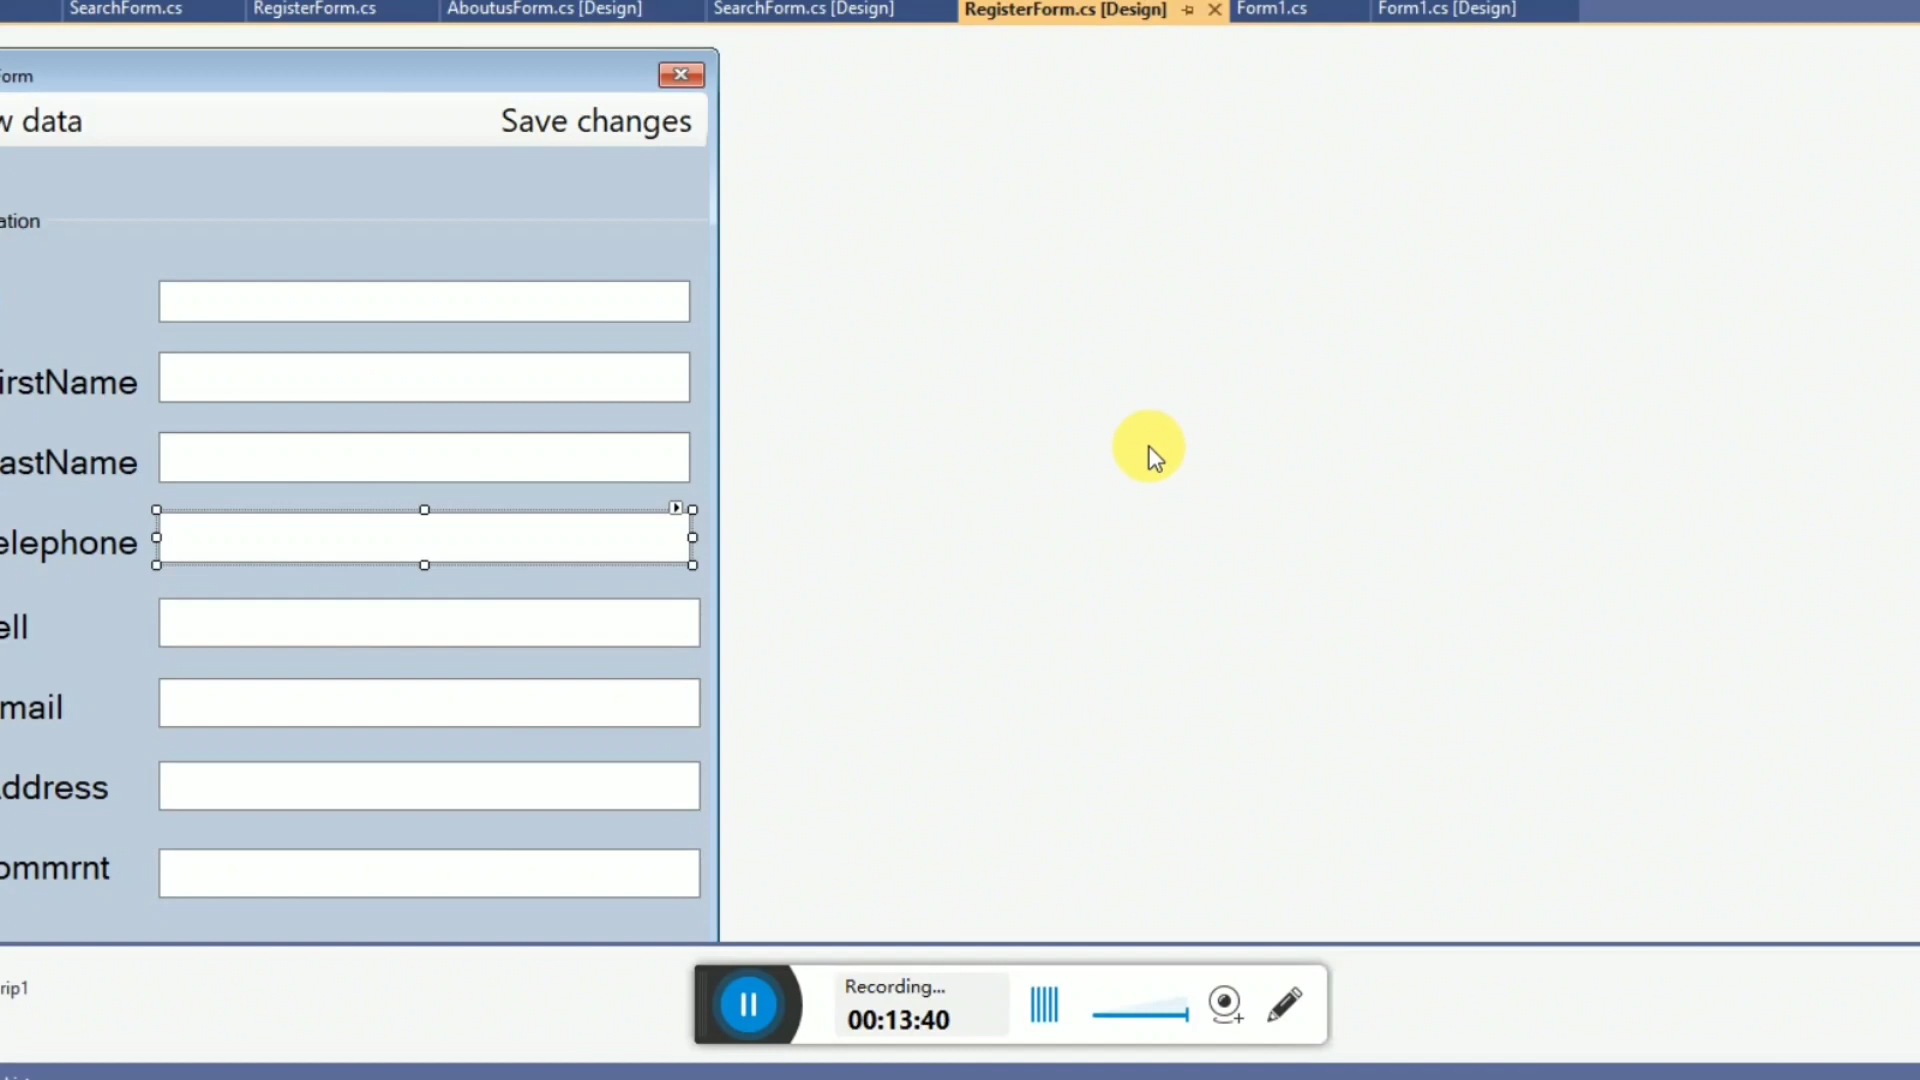 SearchForm.cs RegisterForm.cs AboutusForm.cs [Design] SearchForm.cs [Design] RegisterForm.cs [Design] Form1.cs Form1.cs [Design]
orm
w data Save changes
ation
irstName
astName
elephone
ell
mail
ddress
ommrnt
rip1
Recording...
00:13:40